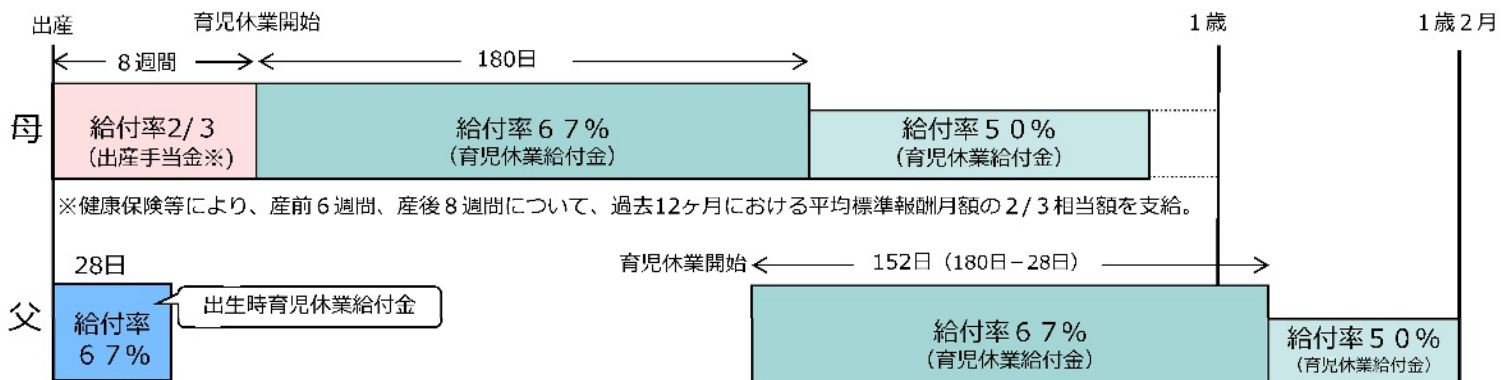 出産
育児休業開始
1歳
1歳2月
8週間
180日
母
給付率2/3
(出産手当金※)
給付率67%
(育児休業給付金)
給付率50%
(育児休業給付金)
※健康保険等により、産前6週間、産後8週間について、過去12ヶ月における平均標準報酬月額の2/3相当額を支給。
28日
育児休業開始
152日（180日−28日）
父
給付率
67%
出生時育児休業給付金
給付率67%
(育児休業給付金)
給付率50%
(育児休業給付金)